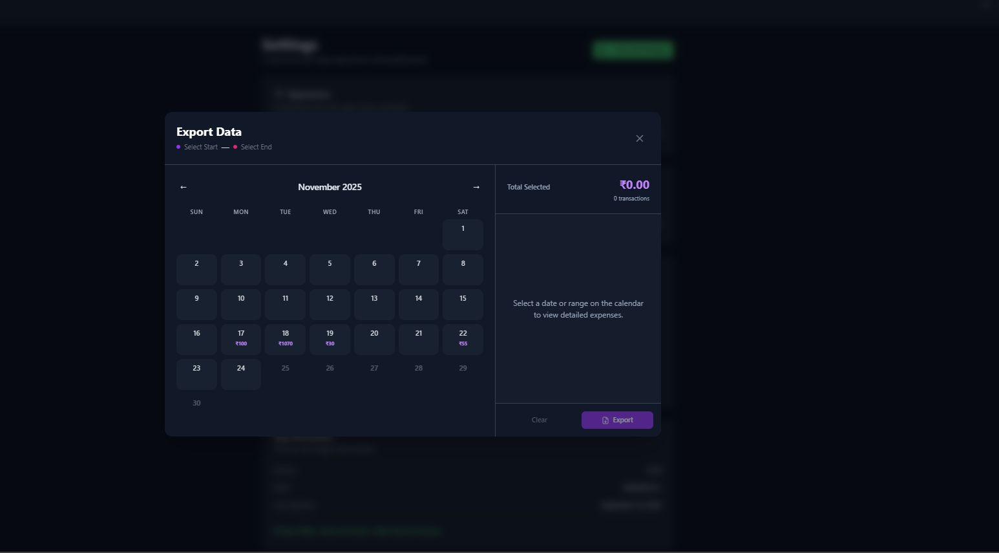 Settings
Export Data
Select Start — Select End
← November 2025 →
SUN MON TUE WED THU FRI SAT
1
2 3 4 5 6 7 8
9 10 11 12 13 14 15
16 17 18 19 20 21 22
₹100 ₹1070 ₹30 ₹55
23 24 25 26 27 28 29
30
Total Selected ₹0.00
0 transactions
Select a date or range on the calendar
to view detailed expenses.
Clear Export